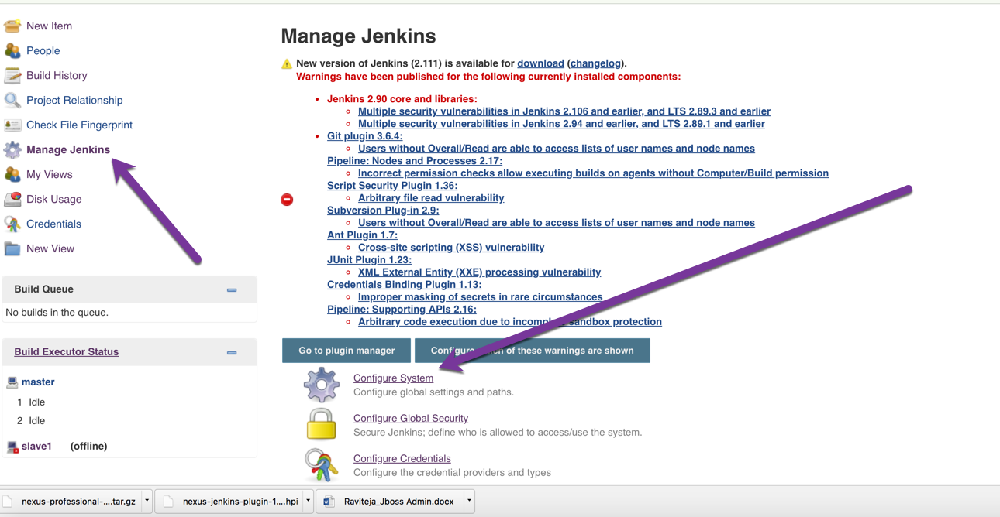 New Item
People
Build History
Project Relationship
Check File Fingerprint
Manage Jenkins
My Views
Disk Usage
Credentials
New View
Build Queue
No builds in the queue.
Build Executor Status
master
1 Idle
2 Idle
slave1 (offline)
Manage Jenkins
New version of Jenkins (2.111) is available for download (changelog).
Warnings have been published for the following currently installed components:
Jenkins 2.90 core and libraries:
Multiple security vulnerabilities in Jenkins 2.106 and earlier, and LTS 2.89.3 and earlier
Multiple security vulnerabilities in Jenkins 2.94 and earlier, and LTS 2.89.1 and earlier
Git plugin 3.6.4:
Users without Overall/Read are able to access lists of user names and node names
Pipeline: Nodes and Processes 2.17:
Incorrect permission checks allow executing builds on agents without Computer/Build permission
Script Security Plugin 1.36:
Arbitrary file read vulnerability
Subversion Plug-in 2.9:
Users without Overall/Read are able to access lists of user names and node names
Ant Plugin 1.7:
Cross-site scripting (XSS) vulnerability
JUnit Plugin 1.23:
XML External Entity (XXE) processing vulnerability
Credentials Binding Plugin 1.13:
Improper masking of secrets in rare circumstances
Pipeline: Supporting APIs 2.16:
Arbitrary code execution due to incomplete sandbox protection
Go to plugin manager
Configure which of these warnings are shown
Configure System
Configure global settings and paths.
Configure Global Security
Secure Jenkins; define who is allowed to access/use the system.
Configure Credentials
Configure the credential providers and types
nexus-professional-....tar.gz
nexus-jenkins-plugin-1....hpi
Raviteja_Jboss Admin.docx